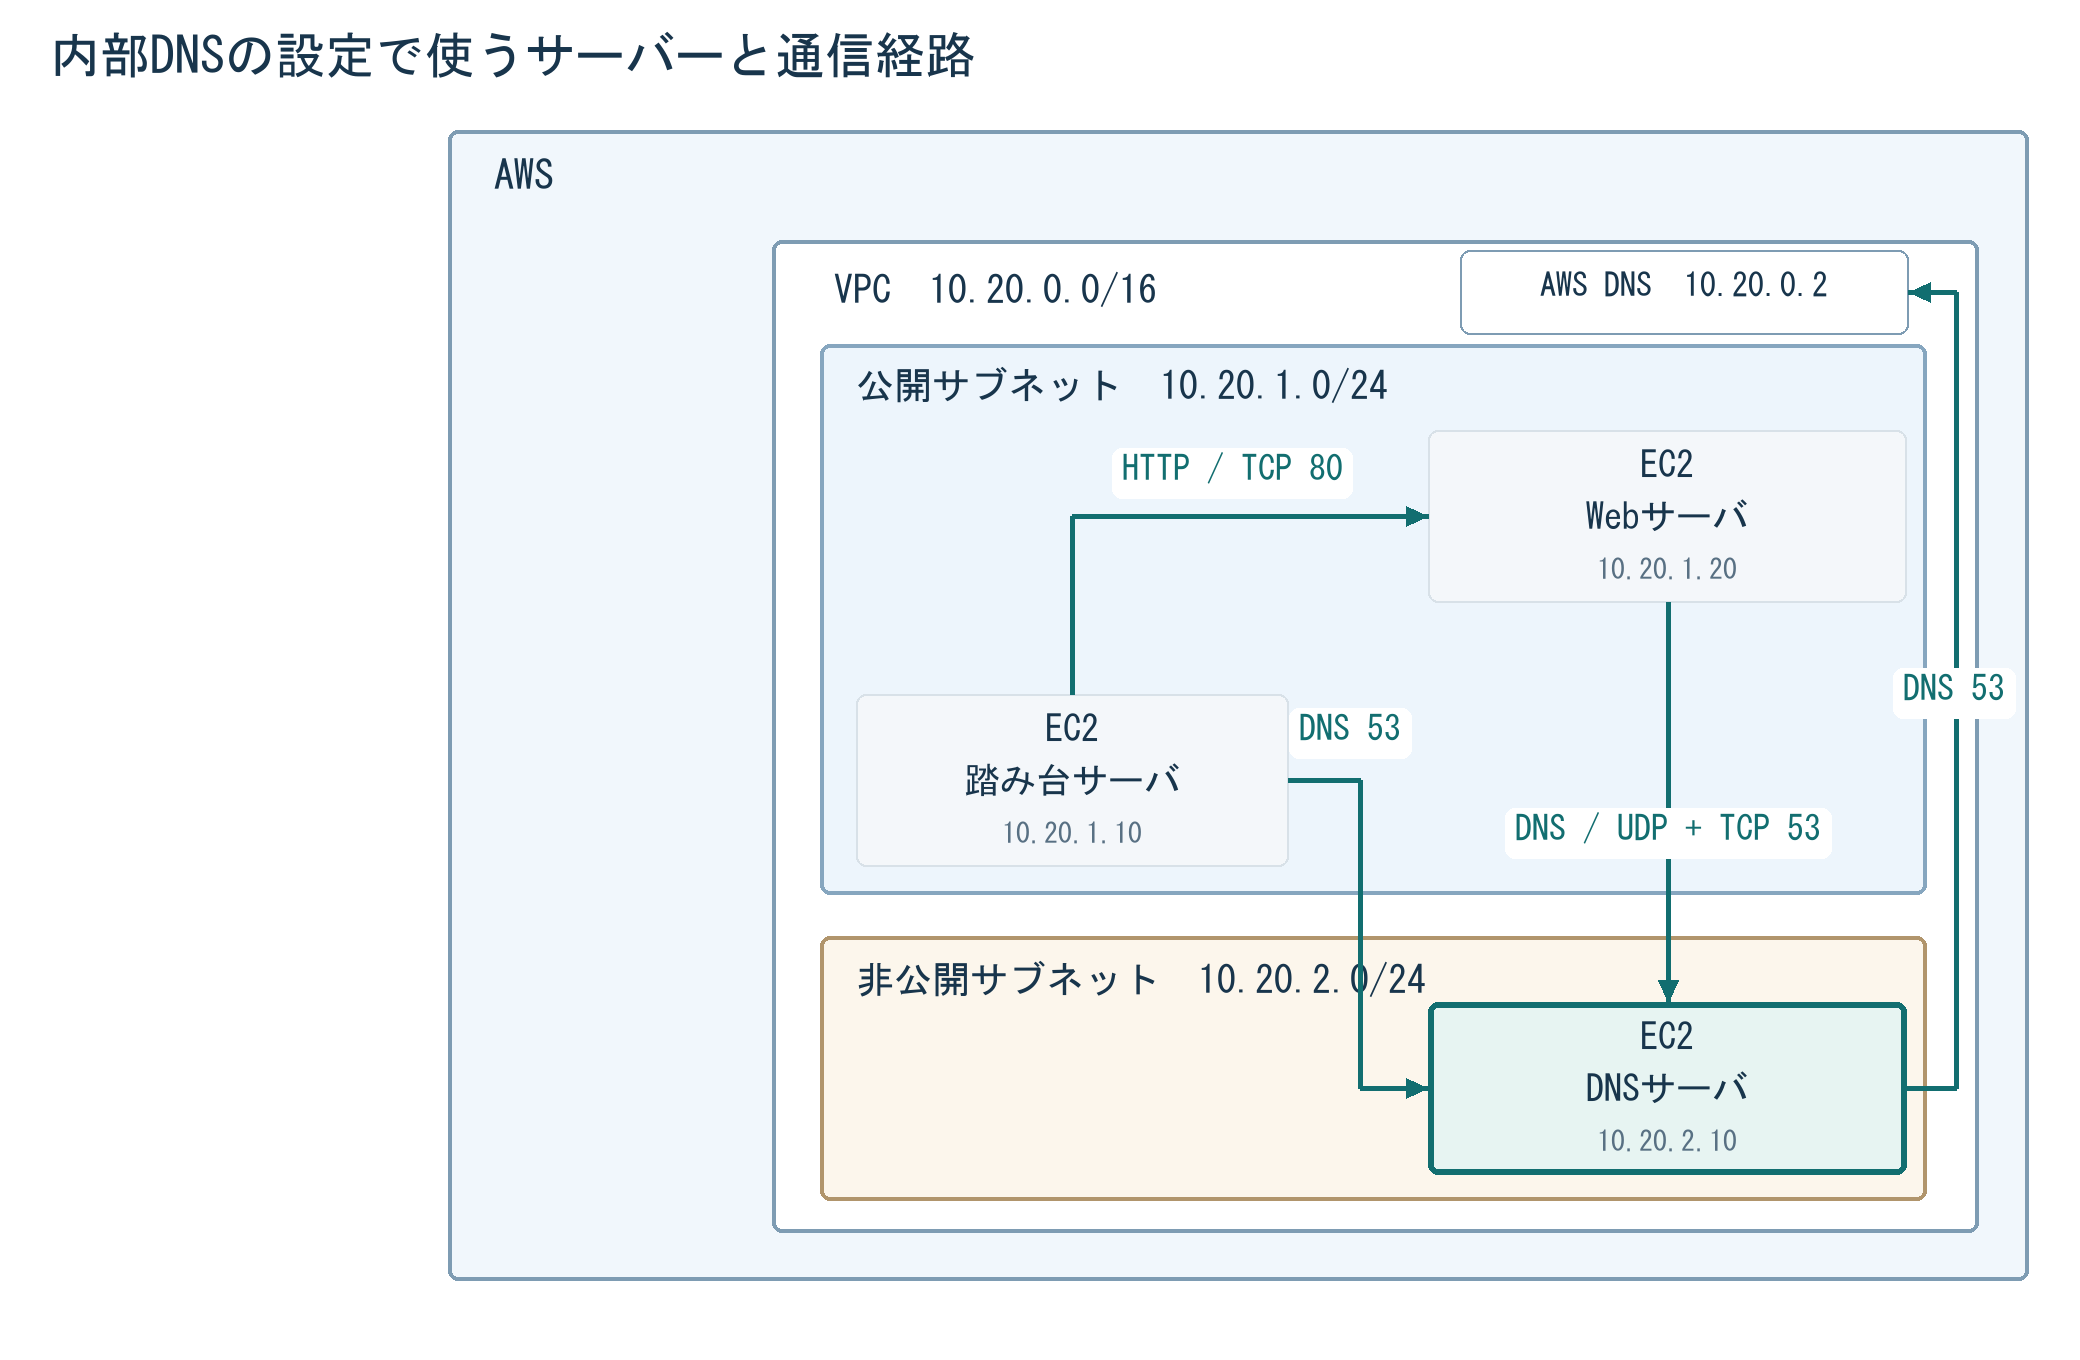 内部DNSの設定で使うサーバーと通信経路
AWS
VPC 10.20.0.0/16
AWS DNS 10.20.0.2
公開サブネット 10.20.1.0/24
HTTP / TCP 80
EC2
Webサーバ
10.20.1.20
DNS 53
EC2
踏み台サーバ
10.20.1.10
DNS 53
DNS / UDP + TCP 53
非公開サブネット 10.20.2.0/24
EC2
DNSサーバ
10.20.2.10